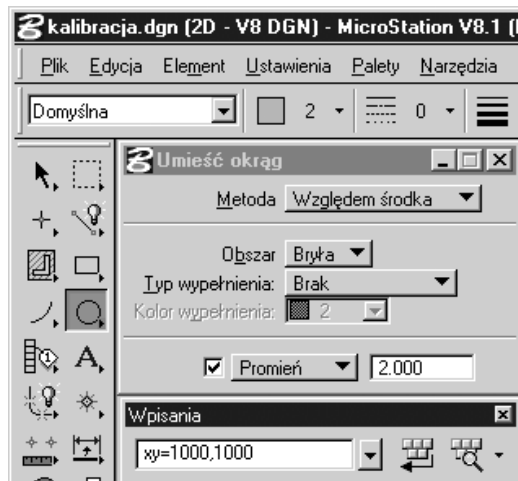 kalibracja.dgn (2D - V8 DGN) - MicroStation V8.1 (
Plik Edycja Element Ustawienia Palety Narzędzia
Domyślna 2 0
Umieść okrąg
Metoda Względem środka
Obszar Bryła
Typ wypełnienia: Brak
Kolor wypełnienia: 2
Promień 2.000
Wpisania
xy=1000,1000